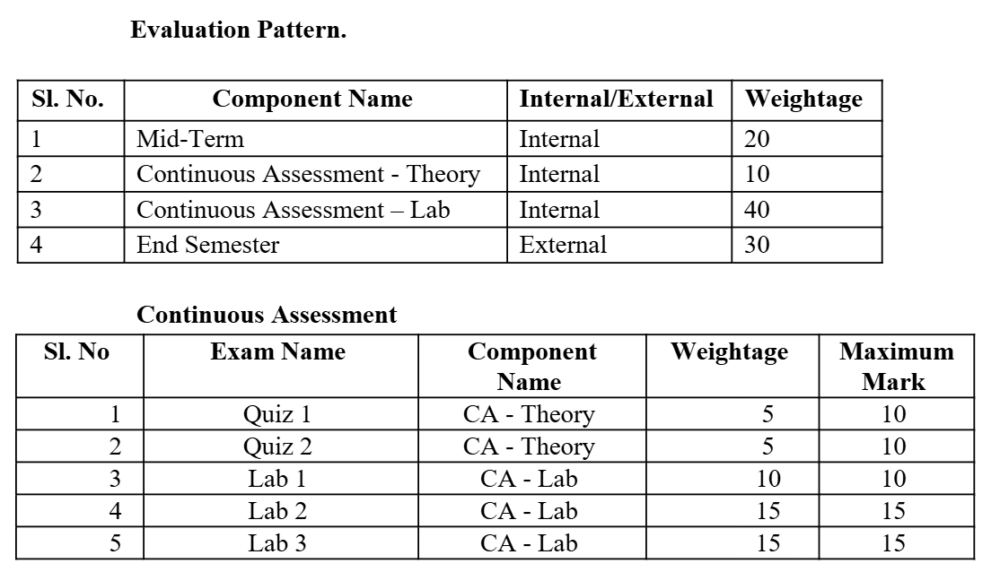 Evaluation Pattern.
Sl. No. Component Name Internal/External Weightage
1 Mid-Term Internal 20
2 Continuous Assessment - Theory Internal 10
3 Continuous Assessment – Lab Internal 40
4 End Semester External 30
Continuous Assessment
Sl. No Exam Name Component Name Weightage Maximum Mark
1 Quiz 1 CA - Theory 5 10
2 Quiz 2 CA - Theory 5 10
3 Lab 1 CA - Lab 10 10
4 Lab 2 CA - Lab 15 15
5 Lab 3 CA - Lab 15 15